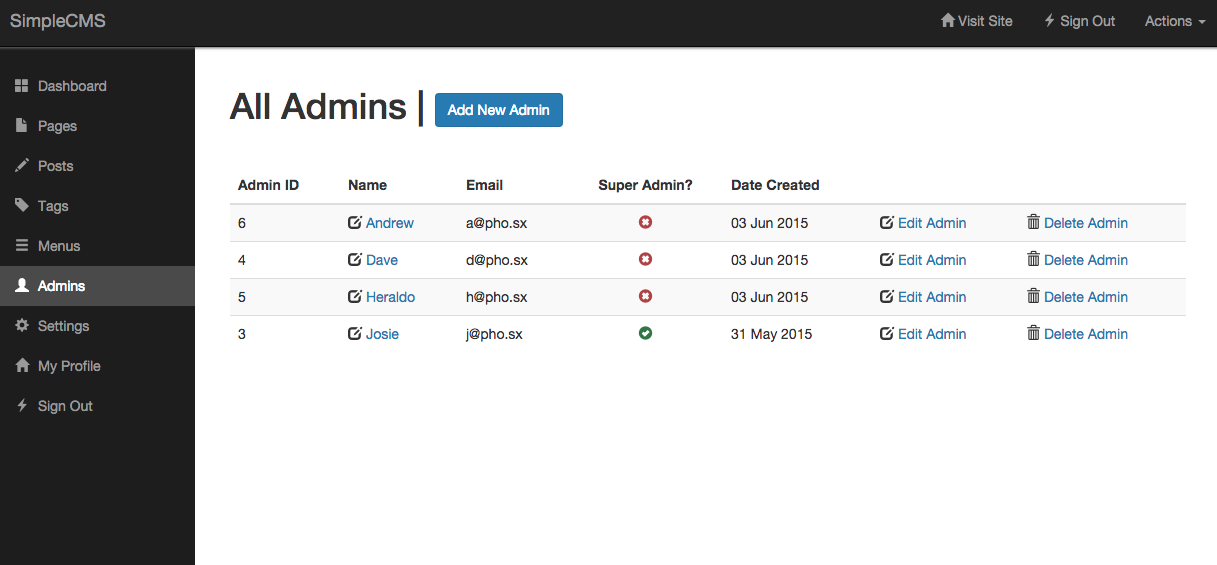 SimpleCMS Visit Site Sign Out Actions
Dashboard
Pages
Posts
Tags
Menus
Admins
Settings
My Profile
Sign Out
All Admins | Add New Admin
Admin ID Name Email Super Admin? Date Created
6 Andrew a@pho.sx 03 Jun 2015 Edit Admin Delete Admin
4 Dave d@pho.sx 03 Jun 2015 Edit Admin Delete Admin
5 Heraldo h@pho.sx 03 Jun 2015 Edit Admin Delete Admin
3 Josie j@pho.sx 31 May 2015 Edit Admin Delete Admin